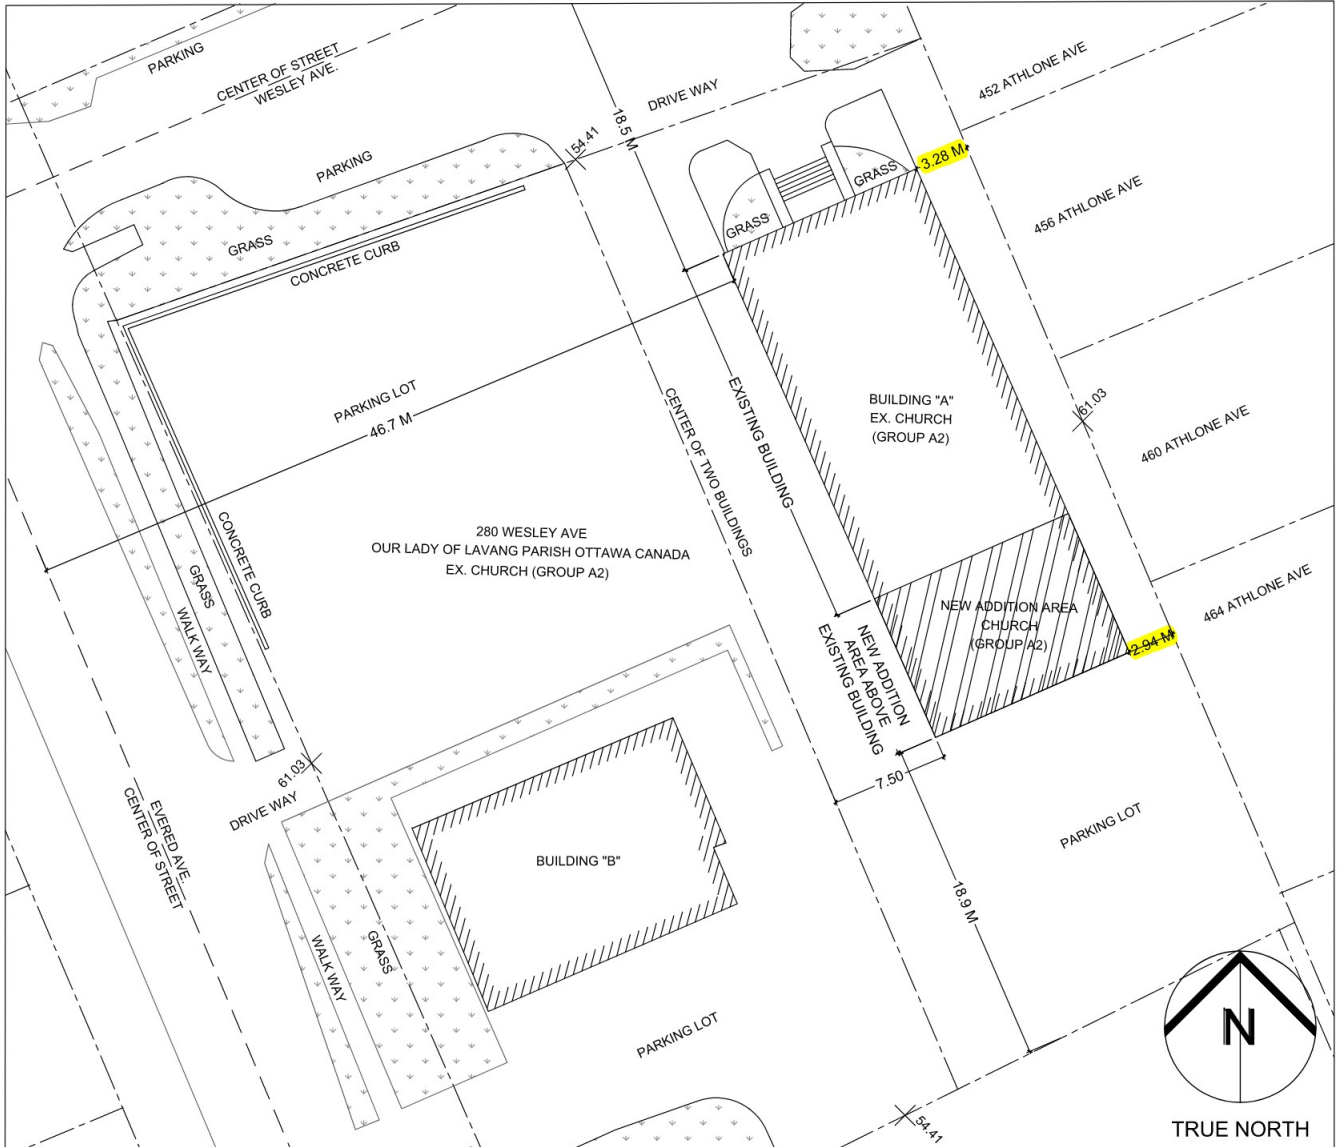 PARKING
CENTER OF STREET
WESLEY AVE.
PARKING
54.41
18.5 M
DRIVE WAY
452 ATHLONE AVE
3.28 M
GRASS
GRASS
456 ATHLONE AVE
GRASS
CONCRETE CURB
PARKING LOT
46.7 M
EXISTING BUILDING
CENTER OF TWO BUILDINGS
BUILDING "A"
EX. CHURCH
(GROUP A2)
61.03
460 ATHLONE AVE
CONCRETE CURB
GRASS
WALK WAY
280 WESLEY AVE
OUR LADY OF LAVANG PARISH OTTAWA CANADA
EX. CHURCH (GROUP A2)
NEW ADDITION AREA
CHURCH
(GROUP A2)
464 ATHLONE AVE
2.94 M
NEW ADDITION
AREA ABOVE
EXISTING BUILDING
7.50
61.03
DRIVE WAY
EVERED AVE.
CENTER OF STREET
BUILDING "B"
PARKING LOT
18.9 M
GRASS
WALK WAY
PARKING LOT
54.41
N
TRUE NORTH